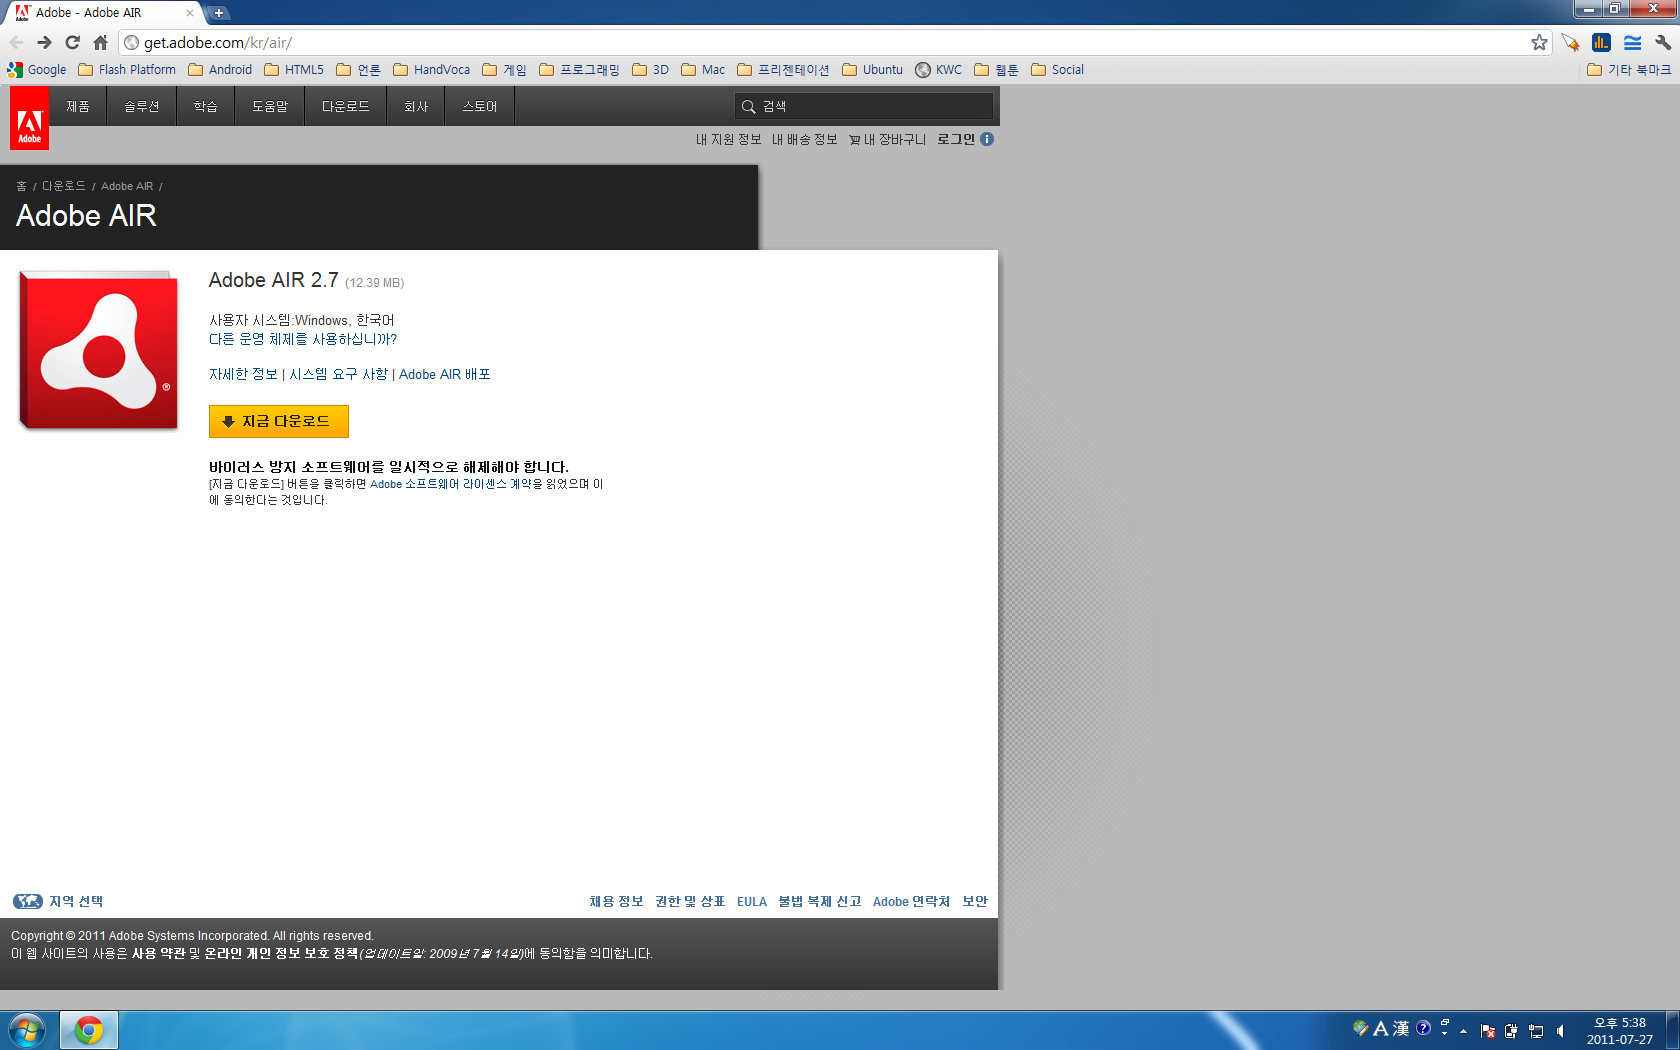 Adobe - Adobe AIR
get.adobe.com/kr/air/
Google Flash Platform Android HTML5 언론 HandVoca 게임 프로그래밍 3D Mac 프리젠테이션 Ubuntu KWC 웹툰 Social 기타 북마크
Adobe
제품 솔루션 학습 도움말 다운로드 회사 스토어 검색
내 지원 정보 내 배송 정보 내 장바구니 로그인
홈 / 다운로드 / Adobe AIR /
Adobe AIR
Adobe AIR 2.7 (12.39 MB)
사용자 시스템:Windows, 한국어
다른 운영 체제를 사용하십니까?
자세한 정보 | 시스템 요구 사항 | Adobe AIR 배포
지금 다운로드
바이러스 방지 소프트웨어를 일시적으로 해제해야 합니다.
[지금 다운로드] 버튼을 클릭하면 Adobe 소프트웨어 라이센스 계약을 읽었으며 이
에 동의한다는 것입니다.
지역 선택 채용 정보 권한 및 상표 EULA 불법 복제 신고 Adobe 연락처 보안
Copyright © 2011 Adobe Systems Incorporated. All rights reserved.
이 웹 사이트의 사용은 사용 약관 및 온라인 개인 정보 보호 정책(업데이트일: 2009년 7월 14일)에 동의함을 의미합니다.
A 漢 오후 5:38
2011-07-27